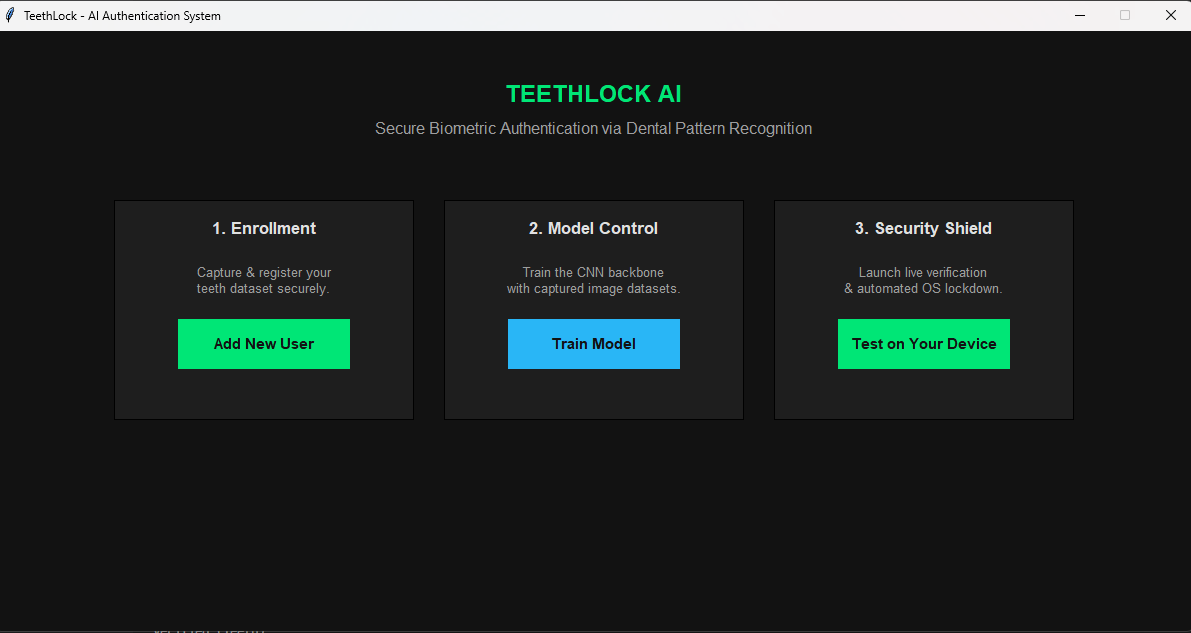 TeethLock - AI Authentication System
TEETHLOCK AI
Secure Biometric Authentication via Dental Pattern Recognition
1. Enrollment
Capture & register your
teeth dataset securely.
Add New User
2. Model Control
Train the CNN backbone
with captured image datasets.
Train Model
3. Security Shield
Launch live verification
& automated OS lockdown.
Test on Your Device